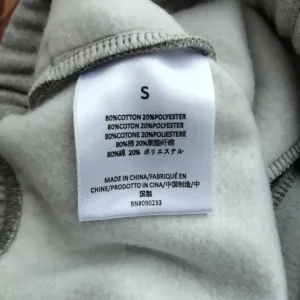 S
80%COTTON 20%POLYESTER
80%COTON 20%POLYESTER
80%COTONE 20%POLIESTERE
80%棉 20%聚酯纤维
80%綿 20% ポリエステル
MADE IN CHINA/FABRIQUÉ EN
CHINE/PRODOTTO IN CINA/中国制造/中
国製
RN#090233